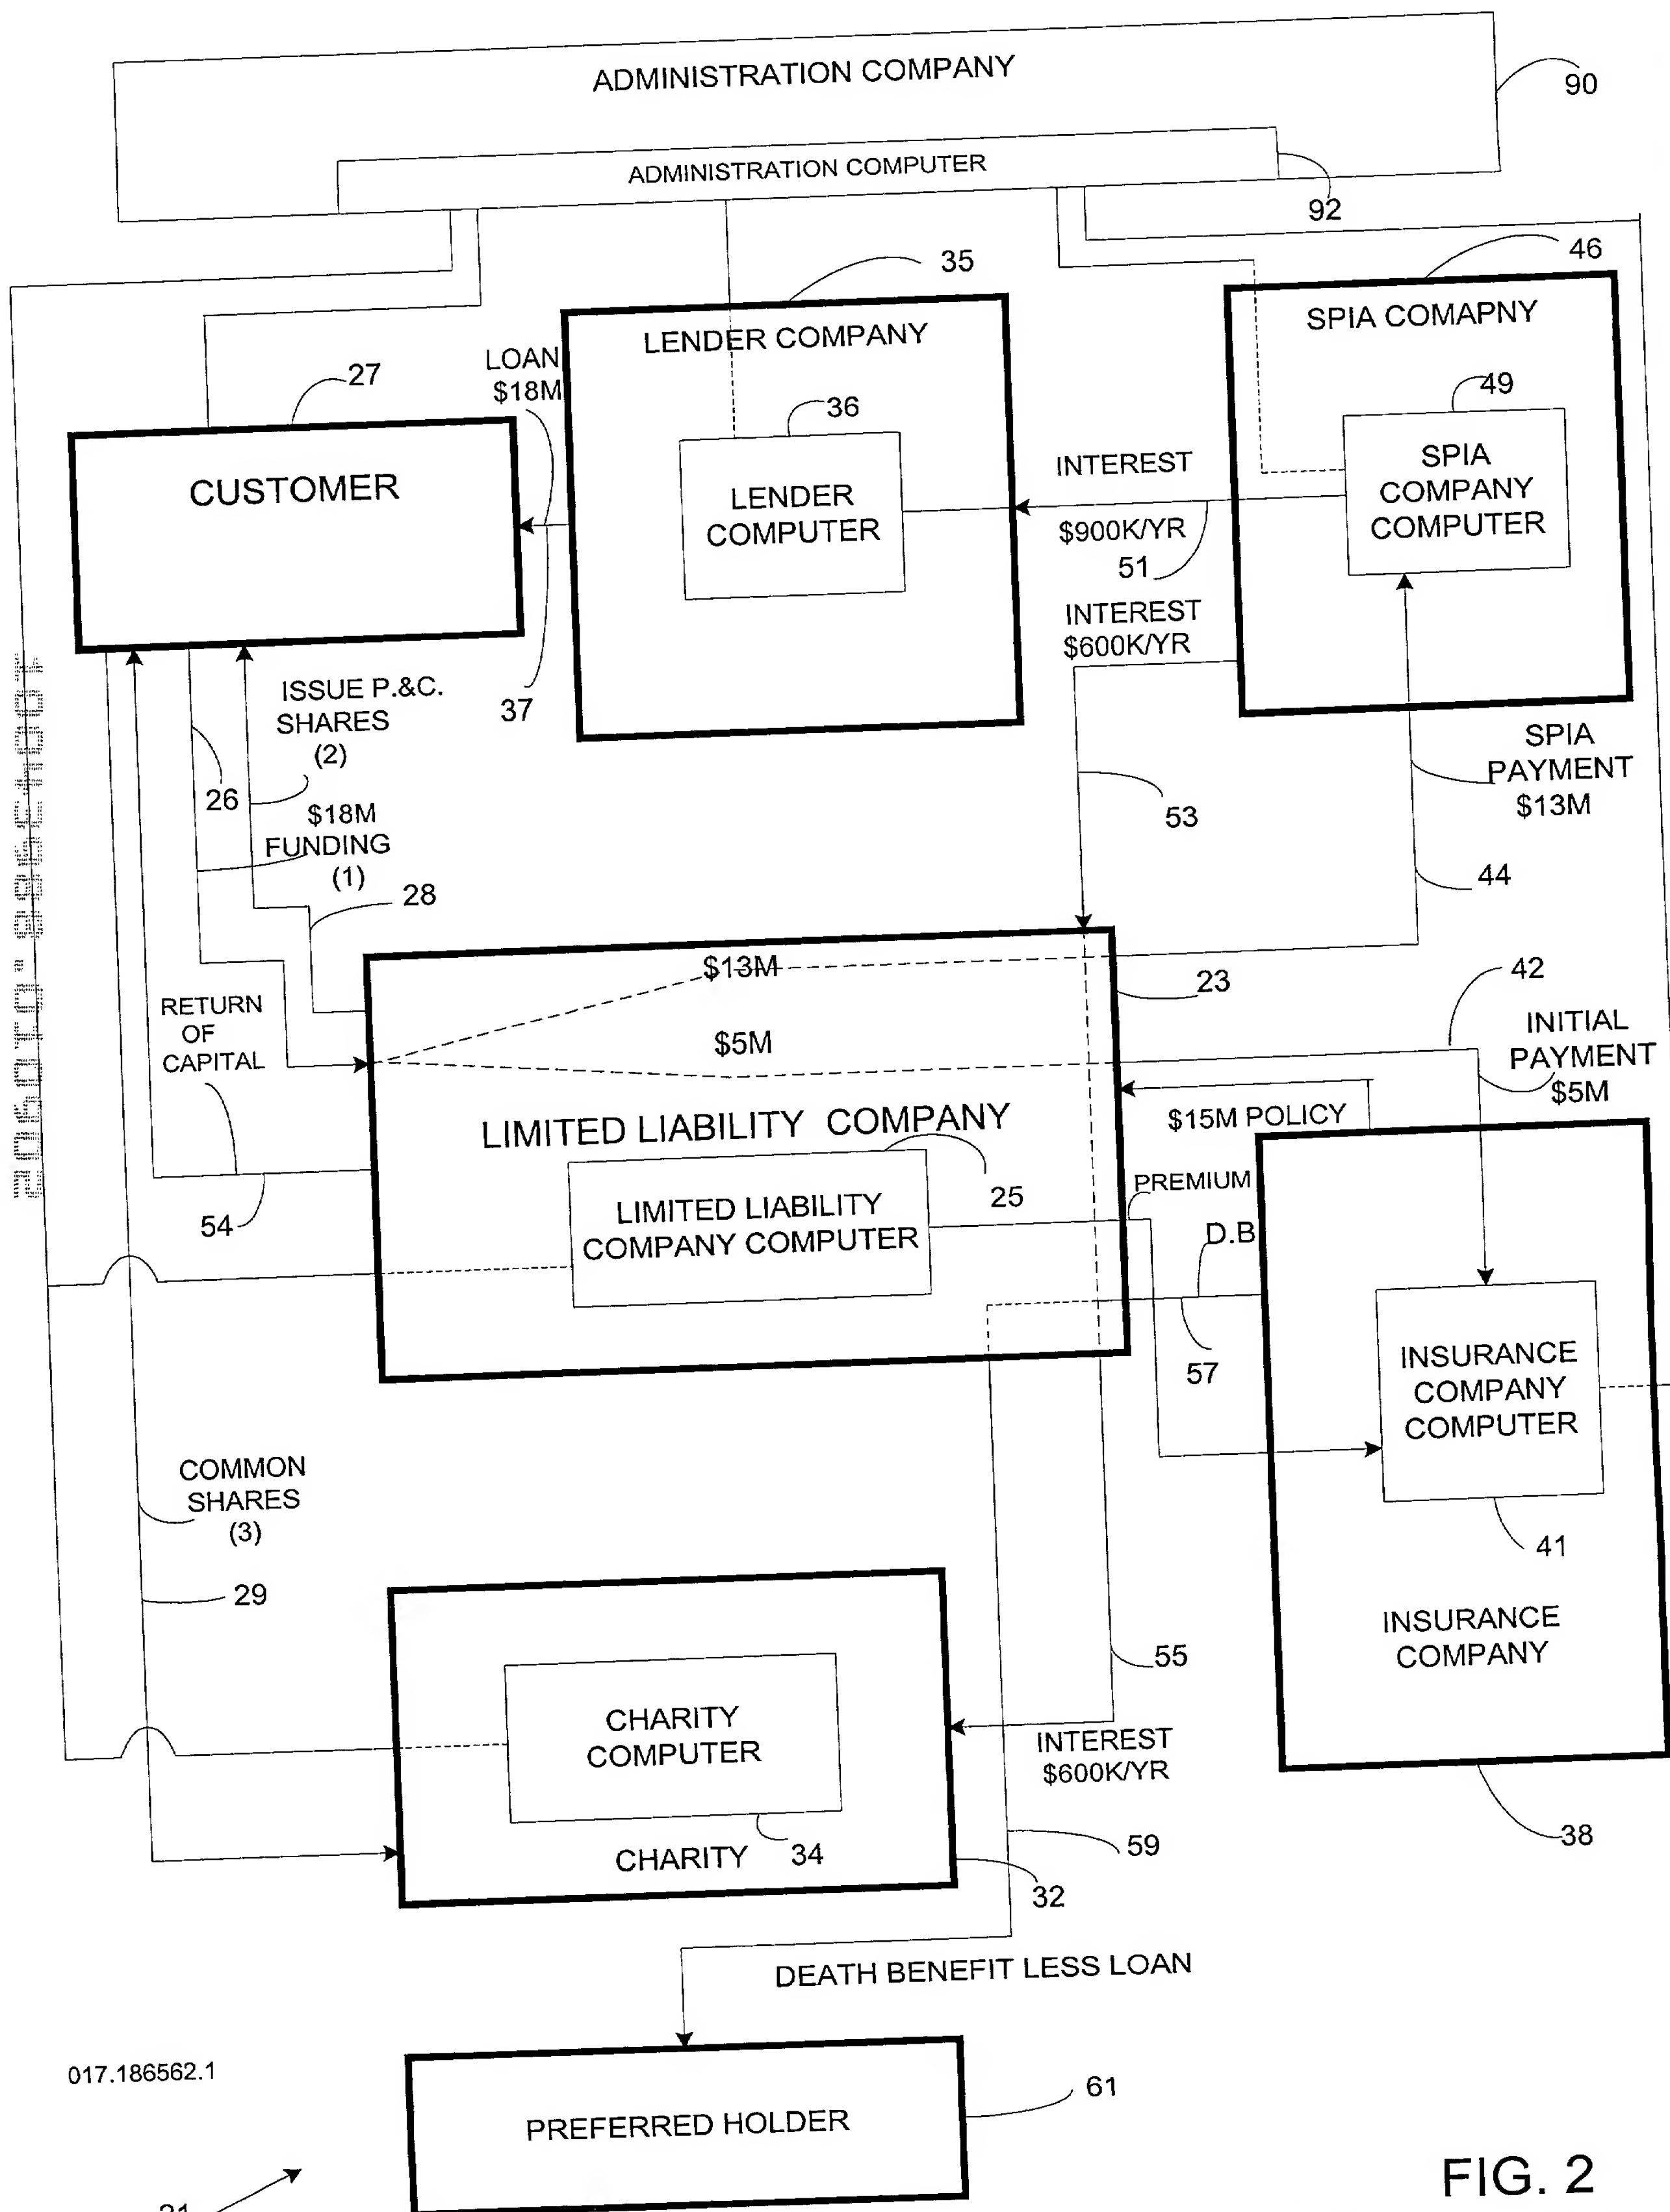 ADMINISTRATION COMPANY
90
ADMINISTRATION COMPUTER
92
35
46
LENDER COMPANY
SPIA COMAPNY
LOAN
$18M
27
36
49
CUSTOMER
LENDER
COMPUTER
INTEREST
$900K/YR
51
SPIA
COMPANY
COMPUTER
INTEREST
$600K/YR
ISSUE P.&C.
SHARES
(2)
37
26
$18M
FUNDING
(1)
28
53
SPIA
PAYMENT
$13M
44
$13M
23
42
RETURN
OF
CAPITAL
$5M
INITIAL
PAYMENT
$5M
LIMITED LIABILITY COMPANY
$15M POLICY
25
PREMIUM
54
LIMITED LIABILITY
COMPANY COMPUTER
D.B
57
INSURANCE
COMPANY
COMPUTER
41
COMMON
SHARES
(3)
29
INSURANCE
COMPANY
55
CHARITY
COMPUTER
INTEREST
$600K/YR
34
CHARITY
59
38
32
DEATH BENEFIT LESS LOAN
017.186562.1
61
PREFERRED HOLDER
FIG. 2